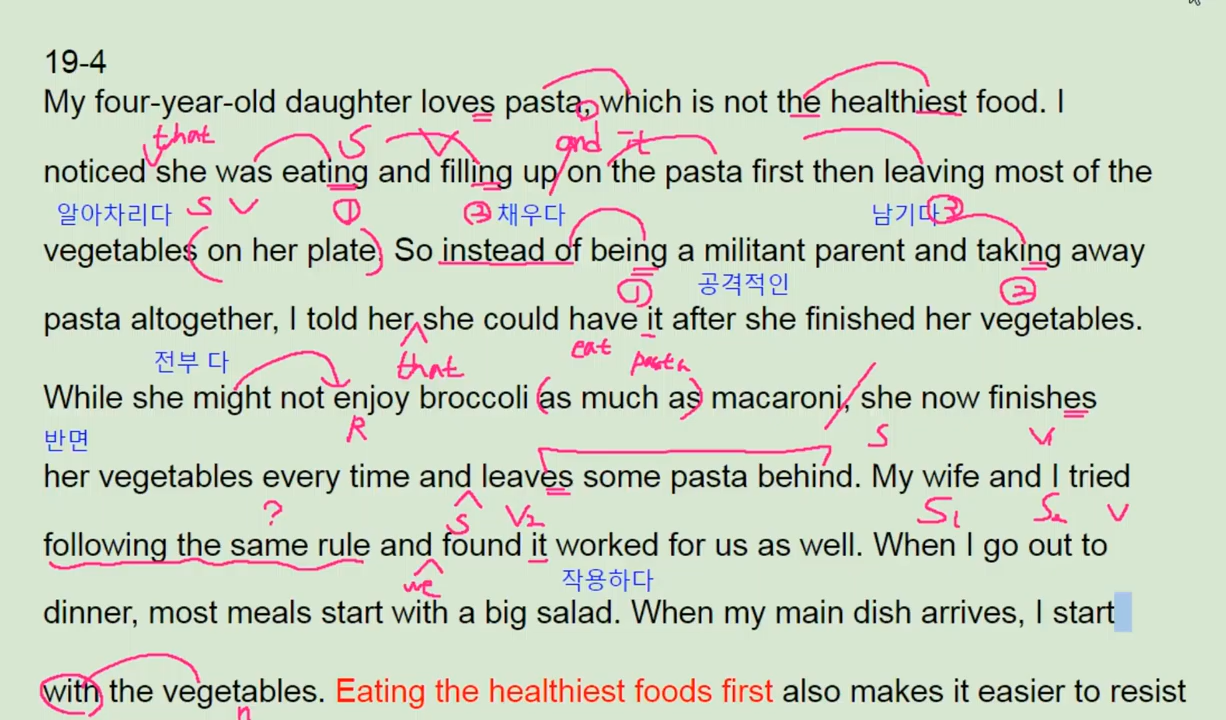 19-4
My four-year-old daughter loves pasta, which is not the healthiest food. I
that S V and it
noticed she was eating and filling up on the pasta first then leaving most of the
알아차리다 S V ① ② 채우다 남기다 ③
vegetables (on her plate) So instead of being a militant parent and taking away
① 공격적인 ②
pasta altogether, I told her she could have it after she finished her vegetables.
전부 다 that eat pasta
While she might not enjoy broccoli (as much as) macaroni, she now finishes
반면 R S V
her vegetables every time and leaves some pasta behind. My wife and I tried
? S V2 S1 S2 V
following the same rule and found it worked for us as well. When I go out to
we 작용하다
dinner, most meals start with a big salad. When my main dish arrives, I start
with the vegetables. Eating the healthiest foods first also makes it easier to resist
n